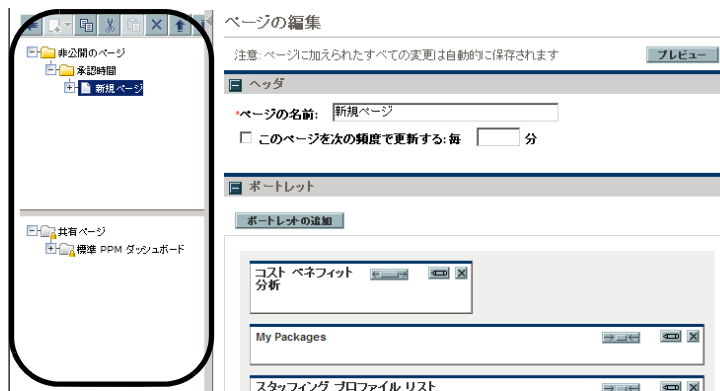 非公開のページ
承認時間
新規ページ
共有ページ
標準 PPM ダッシュボード
ページの編集
注意: ページに加えられたすべての変更は自動的に保存されます
プレビュー
ヘッダ
*ページの名前: 新規ページ
このページを次の頻度で更新する: 毎 分
ポートレット
ポートレットの追加
コスト ベネフィット
分析
My Packages
スタッフィング プロファイル リスト